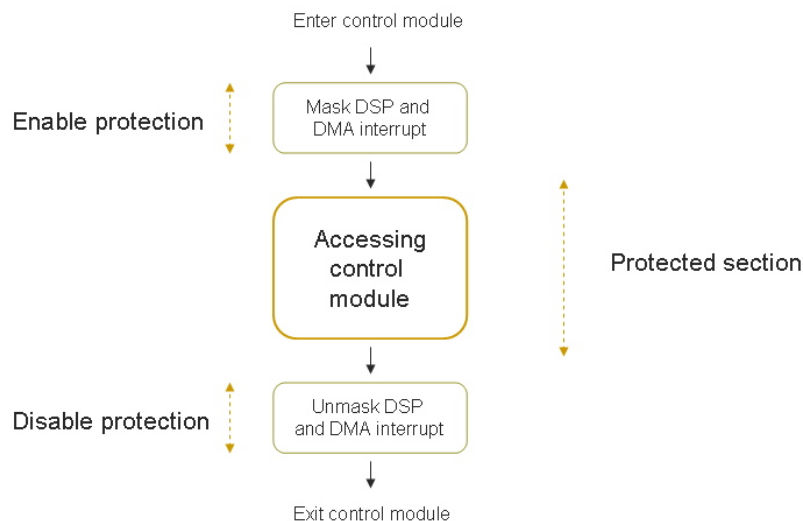 Enter control module
Enable protection
Mask DSP and
DMA interrupt
Accessing
control
module
Protected section
Disable protection
Unmask DSP
and DMA interrupt
Exit control module